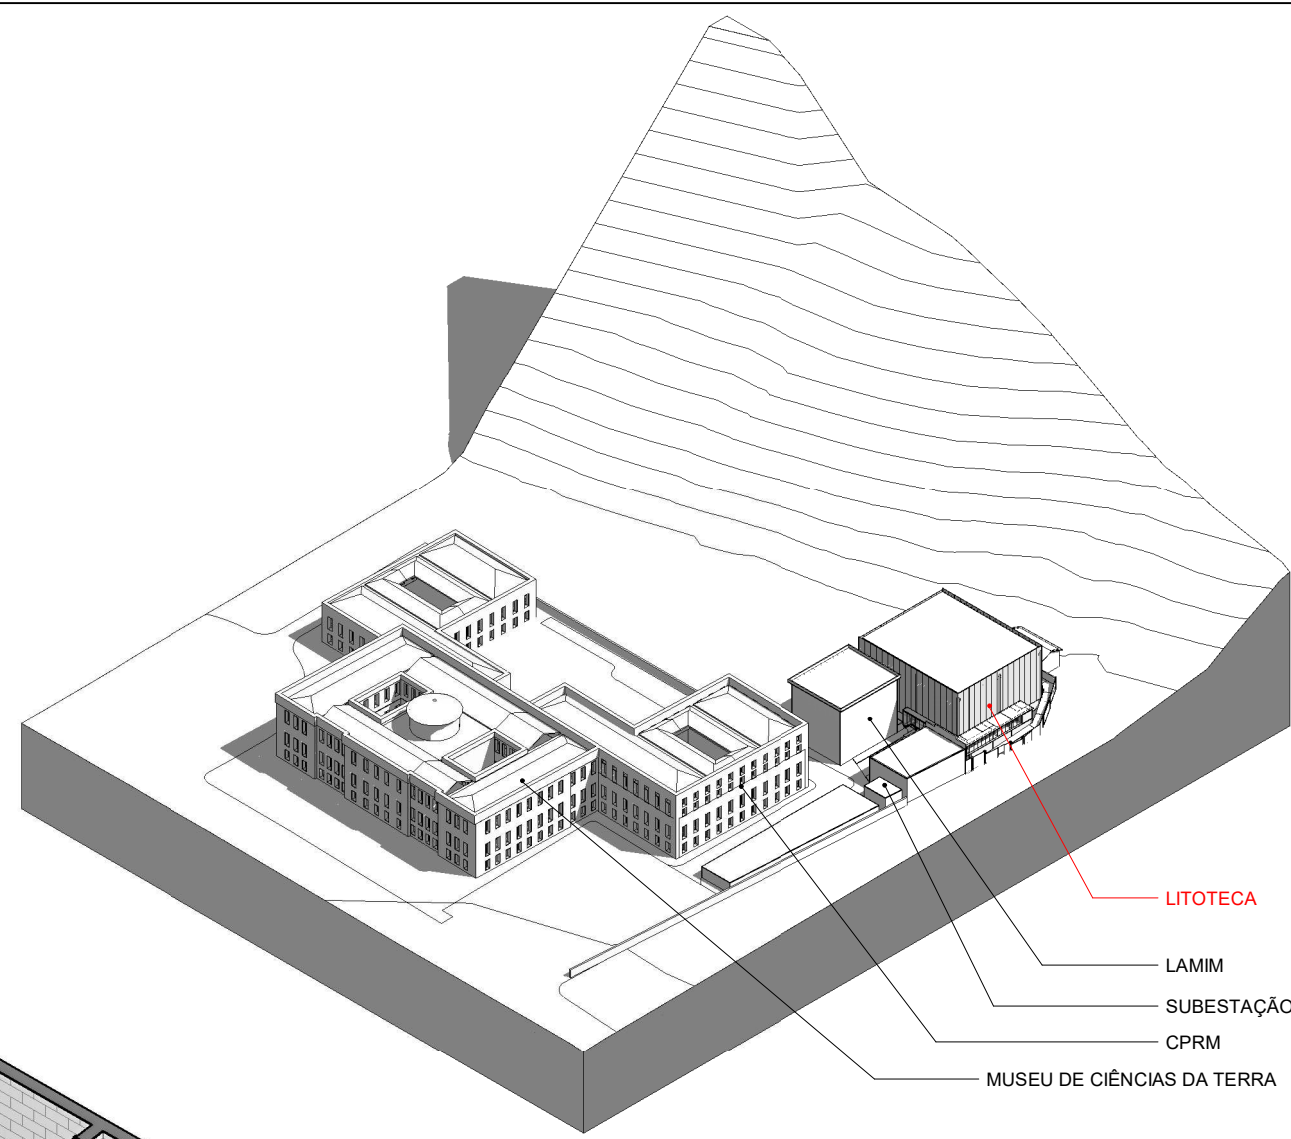 LITOTECA
LAMIM
SUBESTAÇÃO
CPRM
MUSEU DE CIÊNCIAS DA TERRA